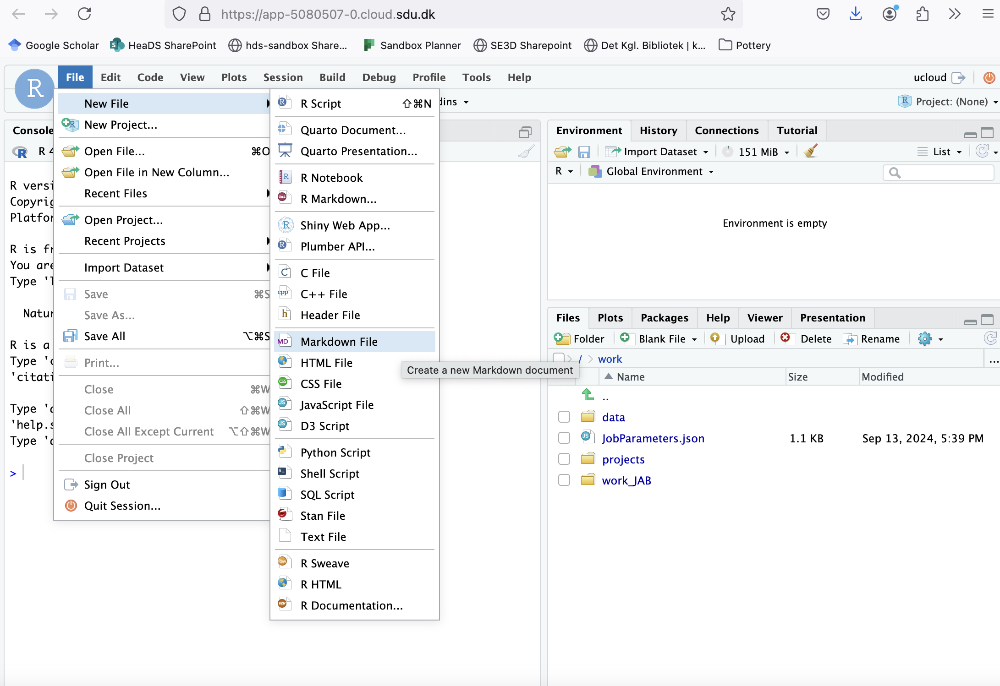 https://app-5080507-0.cloud.sdu.dk
Google Scholar
HeaDS SharePoint
hds-sandbox Share...
Sandbox Planner
SE3D Sharepoint
Det Kgl. Bibliotek | k...
Pottery
R
File Edit Code View Plots Session Build Debug Profile Tools Help
ucloud
dins
Project: (None)
New File
New Project...
Open File... ⌘O
Open File in New Column...
Recent Files
Open Project...
Recent Projects
Import Dataset
Save ⌘S
Save As...
Save All ⌥⌘S
Print...
Close ⌘W
Close All ⇧⌘W
Close All Except Current ⌥⇧⌘W
Close Project
Sign Out
Quit Session...
R Script ⇧⌘N
Quarto Document...
Quarto Presentation...
R Notebook
R Markdown...
Shiny Web App...
Plumber API...
C File
C++ File
Header File
Markdown File
HTML File
CSS File
JavaScript File
D3 Script
Python Script
Shell Script
SQL Script
Stan File
Text File
R Sweave
R HTML
R Documentation...
Create a new Markdown document
Console
R 4
R versi
Copyrig
Platfor
R is fr
You are
Type 'l
Natur
R is a
Type 'c
'citati
Type 'd
'help.s
Type 'q
>
Environment History Connections Tutorial
Import Dataset 151 MiB List
R Global Environment
Environment is empty
Files Plots Packages Help Viewer Presentation
Folder Blank File Upload Delete Rename
/ work ...
Name Size Modified
..
data
JobParameters.json 1.1 KB Sep 13, 2024, 5:39 PM
projects
work_JAB